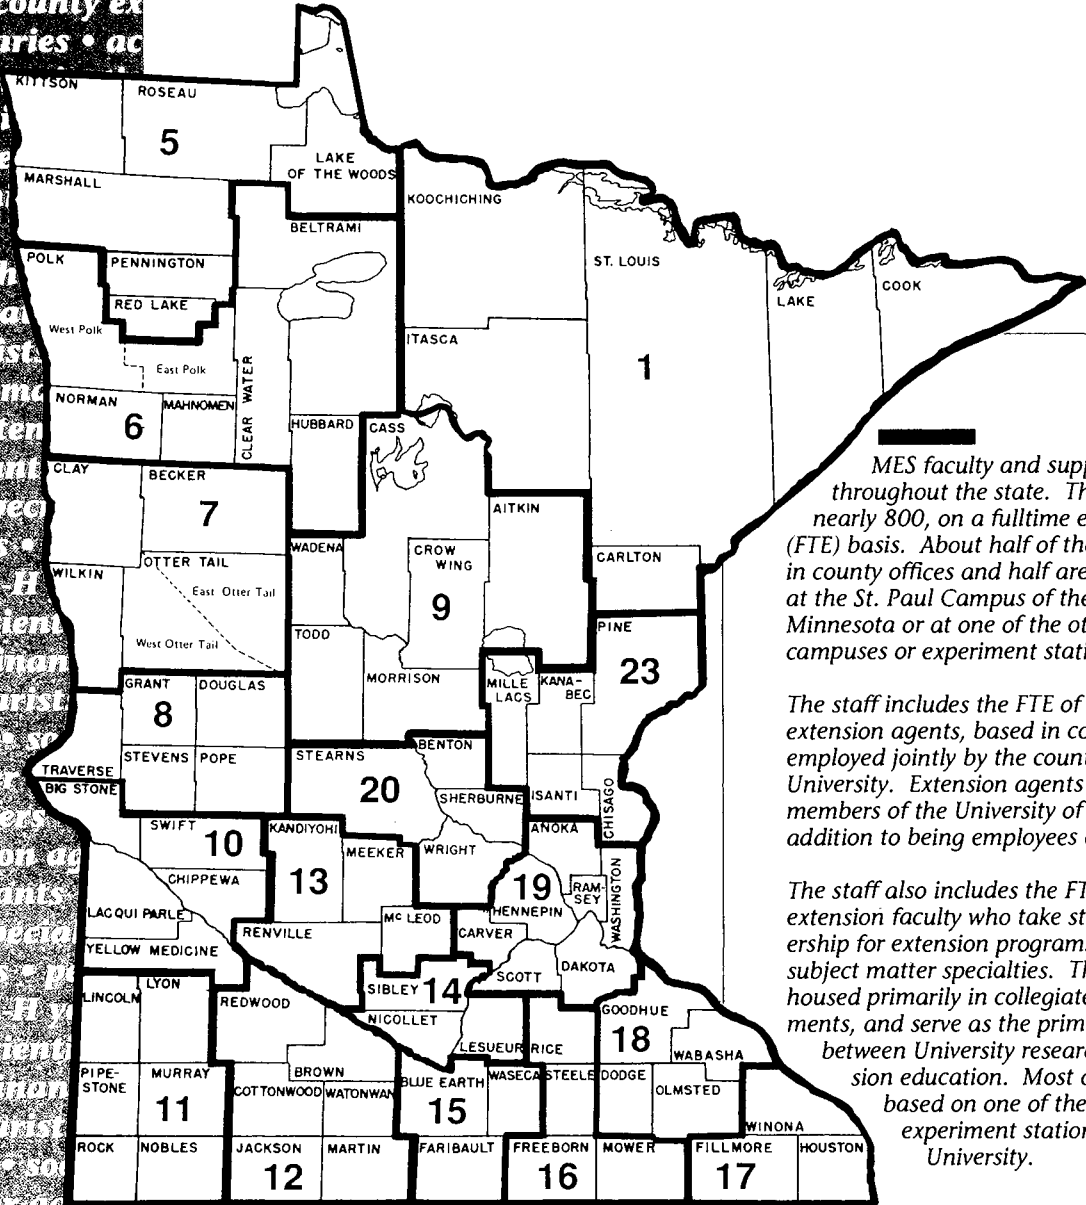 county ex
aries • ac
KITTSON
ROSEAU
5
LAKE
OF THE WOODS
MARSHALL
KOOCHICHING
BELTRAMI
POLK
PENNINGTON
ST. LOUIS
RED LAKE
LAKE
COOK
West Polk
ITASCA
East Polk
CLEAR WATER
1
NORMAN
MAHNOMEN
6
HUBBARD
CASS
CLAY
BECKER
7
AITKIN
WADENA
CROW
WING
OTTER TAIL
CARLTON
WILKIN
East Otter Tail
9
West Otter Tail
TODD
PINE
23
MORRISON
GRANT
DOUGLAS
MILLE
LACS
KANA-
BEC
8
STEVENS
POPE
STEARNS
BENTON
TRAVERSE
BIG STONE
20
SHERBURNE
ISANTI
CHISAGO
SWIFT
10
KANDIYOHI
MEEKER
WRIGHT
ANOKA
CHIPPEWA
13
19
RAM-
SEY
WASHINGTON
HENNEPIN
LAC QUI PARLE
MC LEOD
RENVILLE
CARVER
YELLOW MEDICINE
SCOTT
DAKOTA
LINCOLN
LYON
REDWOOD
SIBLEY
14
GOODHUE
NICOLLET
18
LESUEUR
RICE
WABASHA
PIPE-
STONE
MURRAY
BROWN
COTTONWOOD
WATONWAN
BLUE EARTH
WASECA
STEELE
DODGE
OLMSTED
11
15
WINONA
ROCK
NOBLES
JACKSON
MARTIN
FARIBAULT
FREEBORN
MOWER
FILLMORE
HOUSTON
12
16
17
MES faculty and supp
throughout the state. Th
nearly 800, on a fulltime e
(FTE) basis. About half of the
in county offices and half are
at the St. Paul Campus of the
Minnesota or at one of the ot
campuses or experiment stati
The staff includes the FTE of
extension agents, based in co
employed jointly by the count
University. Extension agents
members of the University of
addition to being employees o
The staff also includes the FT
extension faculty who take st
ership for extension programs
subject matter specialties. Th
housed primarily in collegiate
ments, and serve as the prim
between University resear
sion education. Most a
based on one of the
experiment station
University.